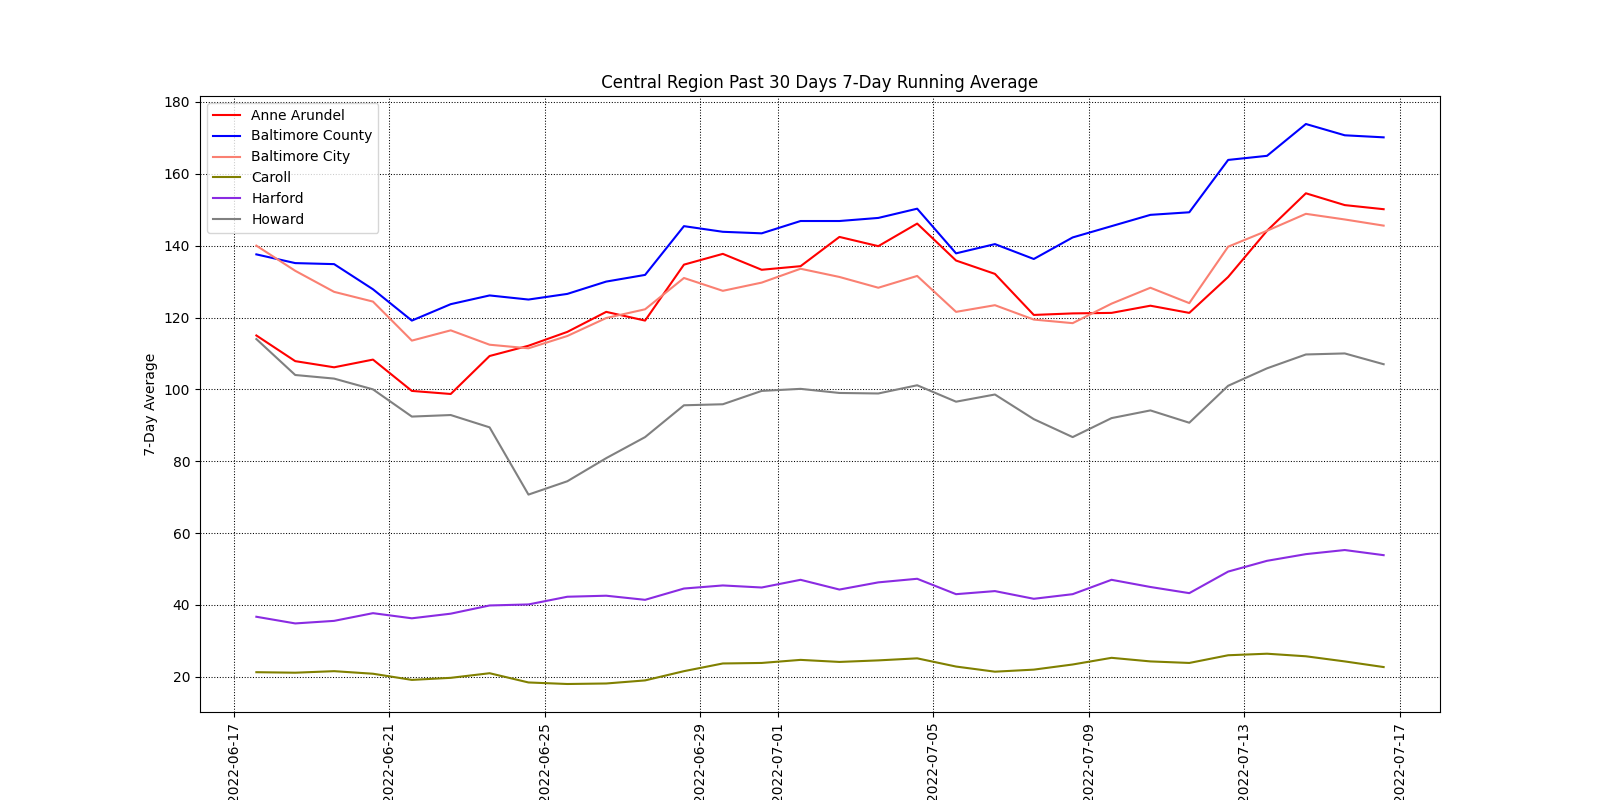 Central Region Past 30 Days 7-Day Running Average
180
160
140
120
100
80
60
40
20
7-Day Average
Anne Arundel
Baltimore County
Baltimore City
Caroll
Harford
Howard
2022-06-17
2022-06-21
2022-06-25
2022-06-29
2022-07-01
2022-07-05
2022-07-09
2022-07-13
2022-07-17